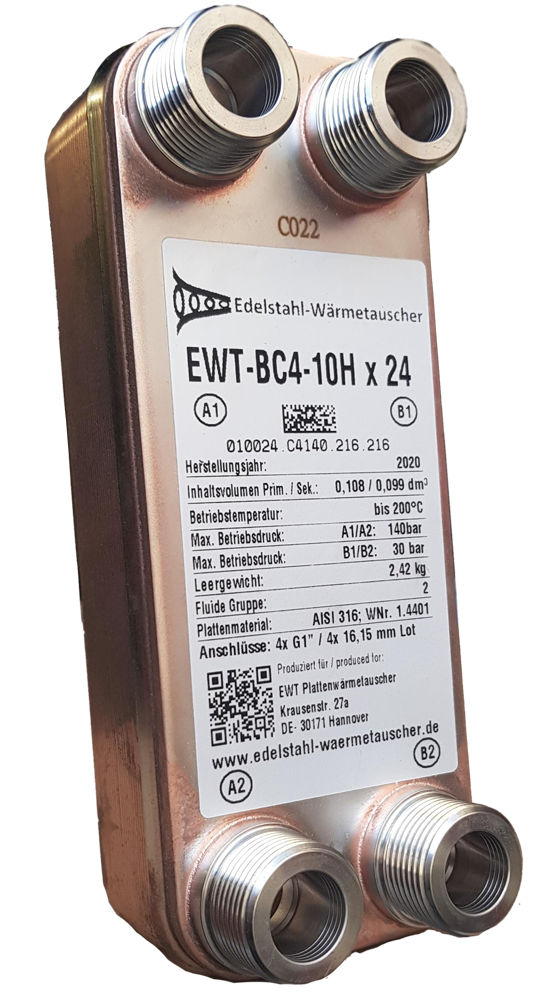 C022
Edelstahl-Wärmetauscher
EWT-BC4-10H x 24
A1 B1
010024.C4140.216.216
Herstellungsjahr: 2020
Inhaltsvolumen Prim. / Sek.: 0,108 / 0,099 dm³
Betriebstemperatur: bis 200°C
Max. Betriebsdruck: A1/A2: 140bar
Max. Betriebsdruck: B1/B2: 30 bar
Leergewicht: 2,42 kg
Fluide Gruppe: 2
Plattenmaterial: AISI 316; WNr. 1.4401
Anschlüsse: 4x G1" / 4x 16,15 mm Lot
Produziert für / produced for:
EWT Plattenwärmetauscher
Krausenstr. 27a
DE- 30171 Hannover
www.edelstahl-waermetauscher.de
A2 B2